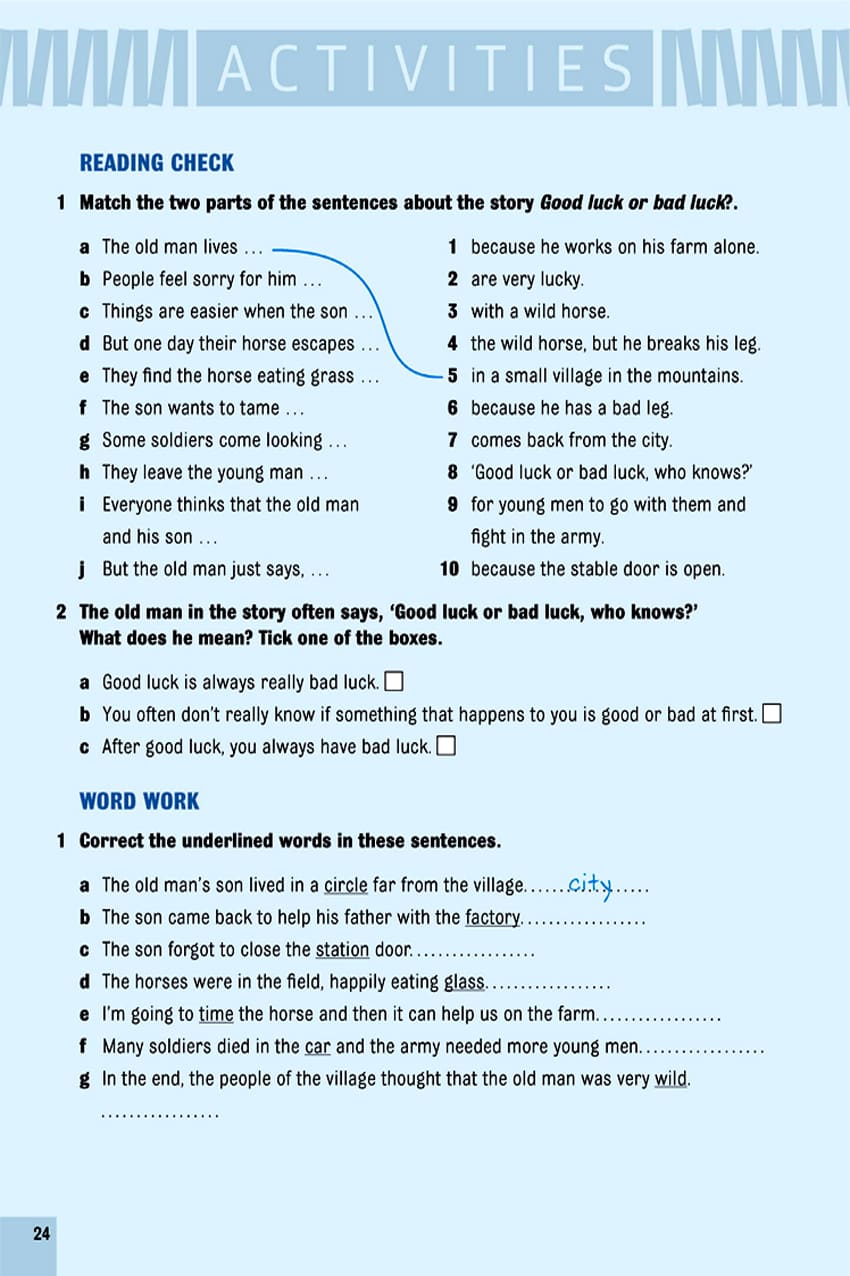 ACTIVITIES
READING CHECK
1 Match the two parts of the sentences about the story Good luck or bad luck?.
a The old man lives ... 1 because he works on his farm alone.
b People feel sorry for him ... 2 are very lucky.
c Things are easier when the son ... 3 with a wild horse.
d But one day their horse escapes ... 4 the wild horse, but he breaks his leg.
e They find the horse eating grass ... 5 in a small village in the mountains.
f The son wants to tame ... 6 because he has a bad leg.
g Some soldiers come looking ... 7 comes back from the city.
h They leave the young man ... 8 ‘Good luck or bad luck, who knows?’
i Everyone thinks that the old man 9 for young men to go with them and
and his son ... fight in the army.
j But the old man just says, ... 10 because the stable door is open.
2 The old man in the story often says, ‘Good luck or bad luck, who knows?’
What does he mean? Tick one of the boxes.
a Good luck is always really bad luck.
b You often don’t really know if something that happens to you is good or bad at first.
c After good luck, you always have bad luck.
WORD WORK
1 Correct the underlined words in these sentences.
a The old man’s son lived in a circle far from the village. ......city......
b The son came back to help his father with the factory. ..................
c The son forgot to close the station door. ..................
d The horses were in the field, happily eating glass. ..................
e I’m going to time the horse and then it can help us on the farm. ..................
f Many soldiers died in the car and the army needed more young men. ..................
g In the end, the people of the village thought that the old man was very wild.
..................
24